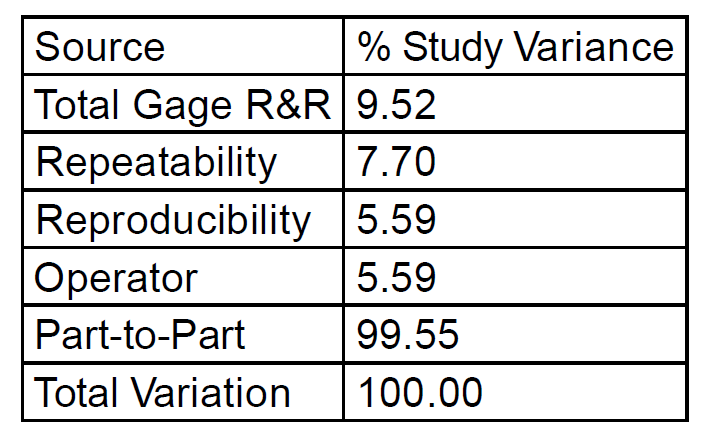 Source % Study Variance
Total Gage R&R 9.52
Repeatability 7.70
Reproducibility 5.59
Operator 5.59
Part-to-Part 99.55
Total Variation 100.00